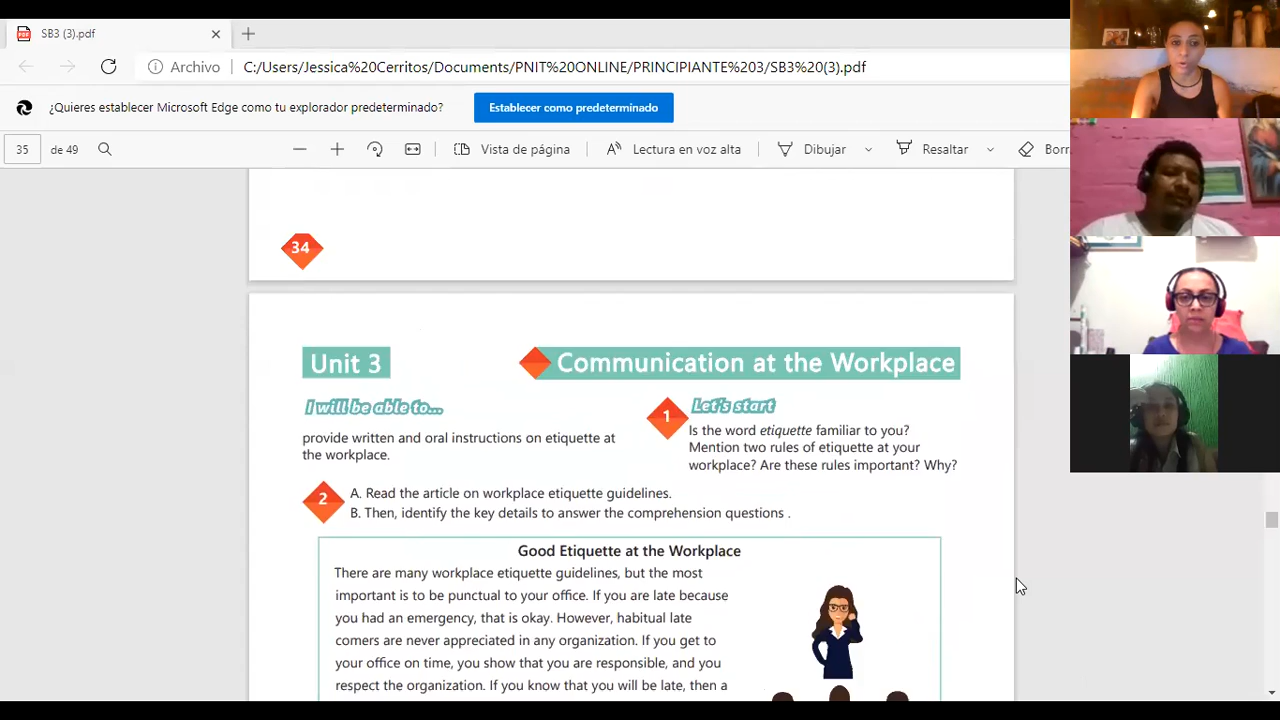 SB3 (3).pdf
Archivo
C:/Users/Jessica%20Cerritos/Documents/PNIT%20ONLINE/PRINCIPIANTE%203/SB3%20(3).pdf
¿Quieres establecer Microsoft Edge como tu explorador predeterminado?
Establecer como predeterminado
35 de 49
Vista de página
Lectura en voz alta
Dibujar
Resaltar
Borr
34
Unit 3
Communication at the Workplace
I will be able to...
provide written and oral instructions on etiquette at
the workplace.
1
Let's start
Is the word etiquette familiar to you?
Mention two rules of etiquette at your
workplace? Are these rules important? Why?
2
A. Read the article on workplace etiquette guidelines.
B. Then, identify the key details to answer the comprehension questions .
Good Etiquette at the Workplace
There are many workplace etiquette guidelines, but the most
important is to be punctual to your office. If you are late because
you had an emergency, that is okay. However, habitual late
comers are never appreciated in any organization. If you get to
your office on time, you show that you are responsible, and you
respect the organization. If you know that you will be late, then a